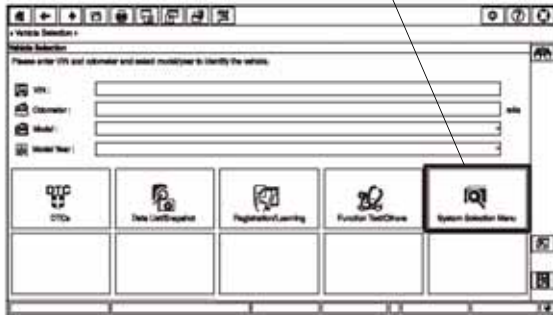 Vehicle Selection
Vehicle Selection
Please enter VIN and odometer and select model/year to identify the vehicle.
VIN :
Odometer :
mile
Model :
Model Year :
DTC
DTCs
Data List/Snapshot
Registration/Learning
Function Test/Others
System Selection Menu